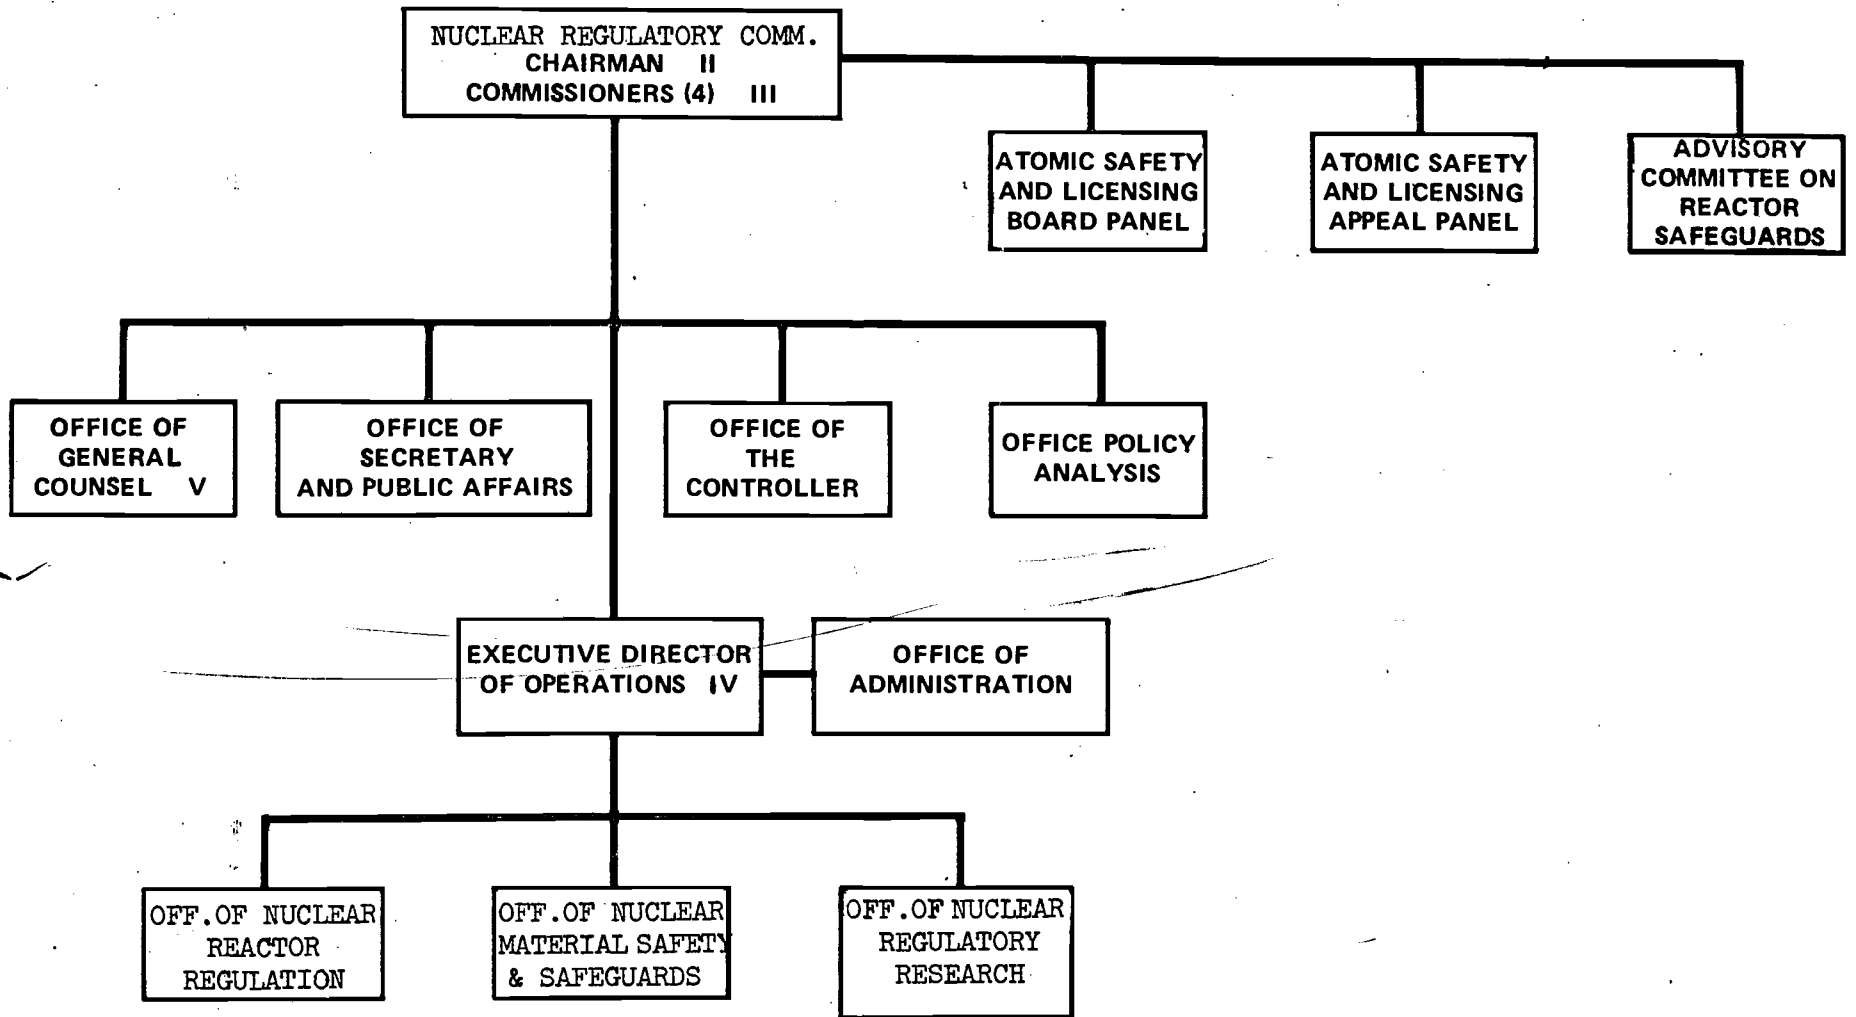 NUCLEAR REGULATORY COMM.
CHAIRMAN II
COMMISSIONERS (4) III
ATOMIC SAFETY
AND LICENSING
BOARD PANEL
ATOMIC SAFETY
AND LICENSING
APPEAL PANEL
ADVISORY
COMMITTEE ON
REACTOR
SAFEGUARDS
OFFICE OF
GENERAL
COUNSEL V
OFFICE OF
SECRETARY
AND PUBLIC AFFAIRS
OFFICE OF
THE
CONTROLLER
OFFICE POLICY
ANALYSIS
EXECUTIVE DIRECTOR
OF OPERATIONS IV
OFFICE OF
ADMINISTRATION
OFF.OF NUCLEAR
REACTOR
REGULATION
OFF.OF NUCLEAR
MATERIAL SAFETY
& SAFEGUARDS
OFF.OF NUCLEAR
REGULATORY
RESEARCH